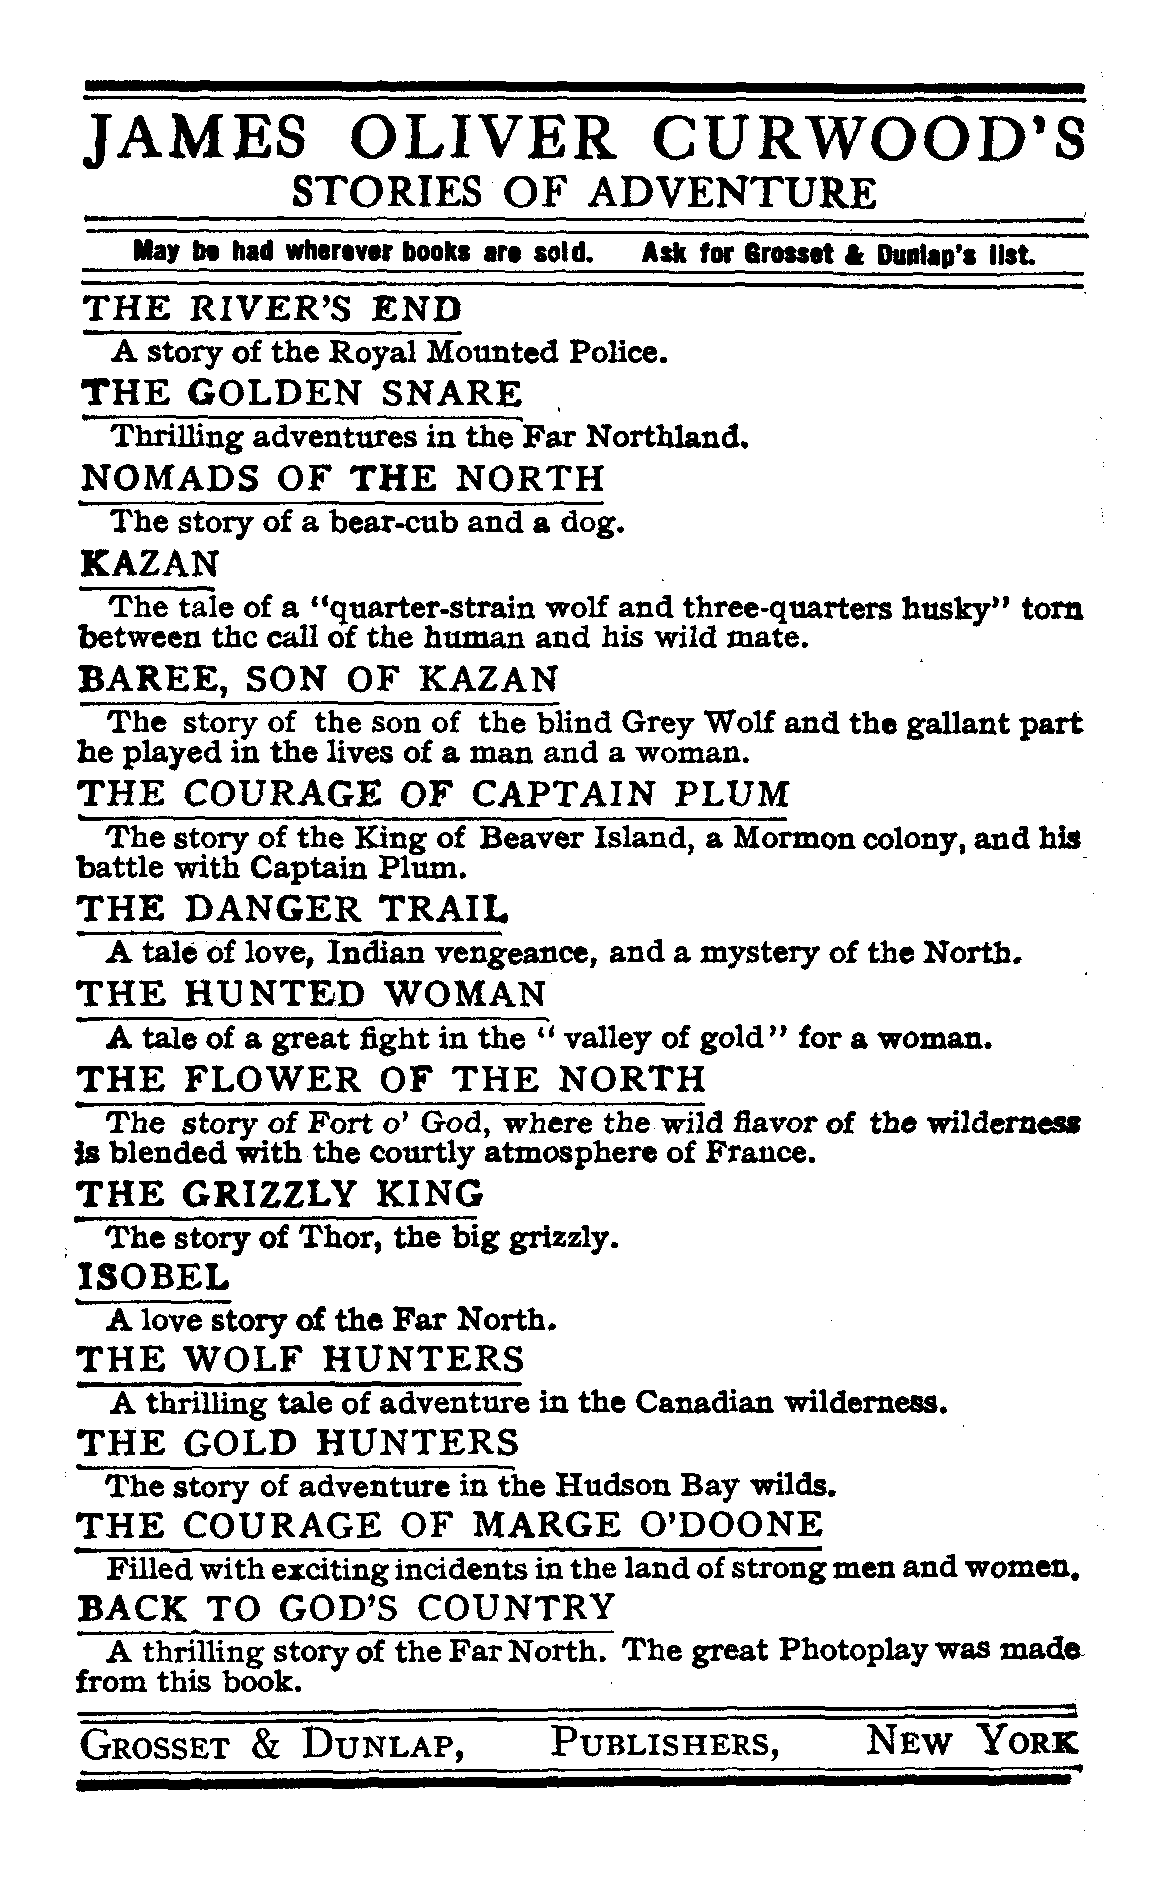 JAMES OLIVER CURWOOD'S
STORIES OF ADVENTURE
May be had wherever books are sold. Ask for Grosset & Dunlap's list.
THE RIVER'S END
A story of the Royal Mounted Police.
THE GOLDEN SNARE
Thrilling adventures in the Far Northland.
NOMADS OF THE NORTH
The story of a bear-cub and a dog.
KAZAN
The tale of a "quarter-strain wolf and three-quarters husky" torn
between the call of the human and his wild mate.
BAREE, SON OF KAZAN
The story of the son of the blind Grey Wolf and the gallant part
he played in the lives of a man and a woman.
THE COURAGE OF CAPTAIN PLUM
The story of the King of Beaver Island, a Mormon colony, and his
battle with Captain Plum.
THE DANGER TRAIL
A tale of love, Indian vengeance, and a mystery of the North.
THE HUNTED WOMAN
A tale of a great fight in the "valley of gold" for a woman.
THE FLOWER OF THE NORTH
The story of Fort o' God, where the wild flavor of the wilderness
is blended with the courtly atmosphere of France.
THE GRIZZLY KING
The story of Thor, the big grizzly.
ISOBEL
A love story of the Far North.
THE WOLF HUNTERS
A thrilling tale of adventure in the Canadian wilderness.
THE GOLD HUNTERS
The story of adventure in the Hudson Bay wilds.
THE COURAGE OF MARGE O'DOONE
Filled with exciting incidents in the land of strong men and women.
BACK TO GOD'S COUNTRY
A thrilling story of the Far North. The great Photoplay was made
from this book.
GROSSET & DUNLAP, PUBLISHERS, NEW YORK